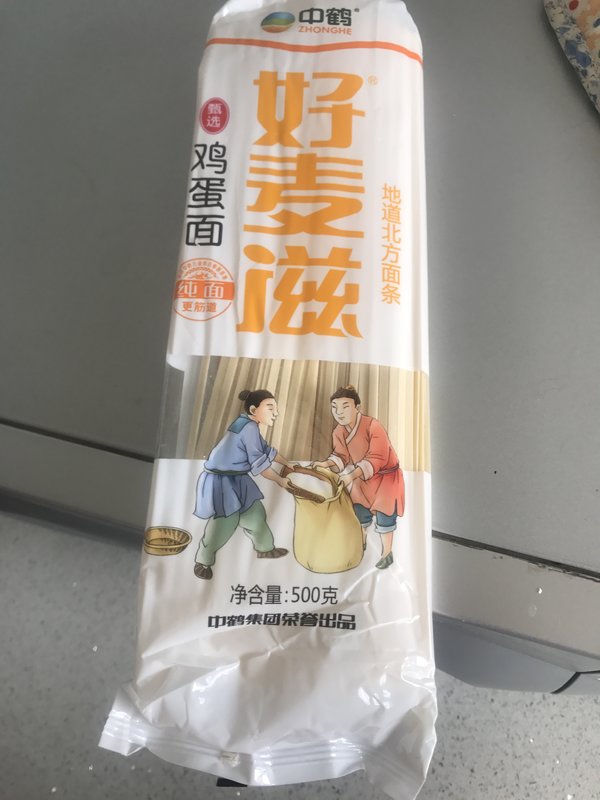 中鹤®
ZHONGHE
好麦滋®
甄选
鸡蛋面
地道北方面条
纯面
更筋道
净含量:500克
中鹤集团荣誉出品